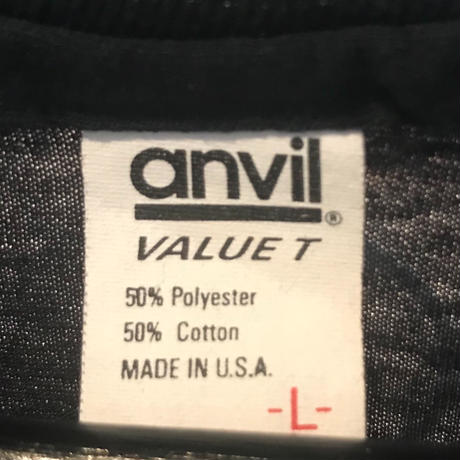 anvil®
VALUE T
50% Polyester
50% Cotton
MADE IN U.S.A.
-L-